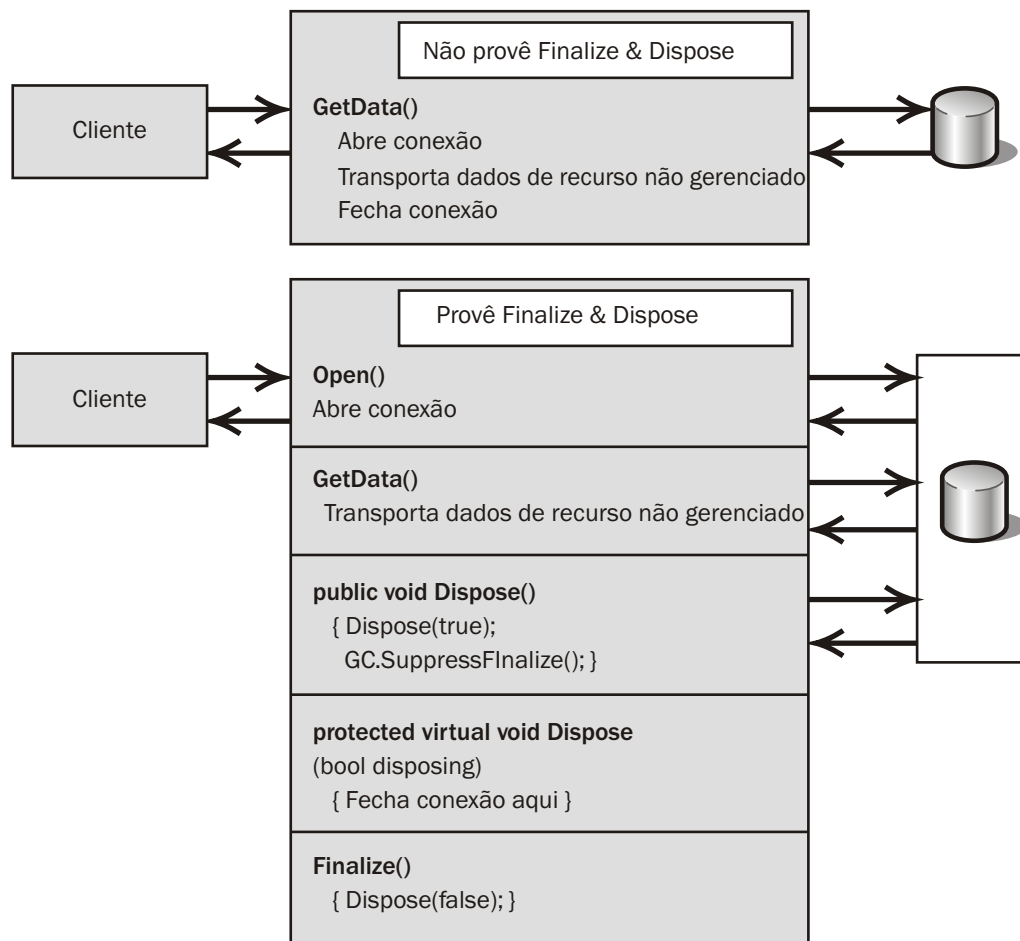 Não provê Finalize & Dispose
Cliente
GetData()
Abre conexão
Transporta dados de recurso não gerenciado
Fecha conexão
Provê Finalize & Dispose
Cliente
Open()
Abre conexão
GetData()
Transporta dados de recurso não gerenciado
public void Dispose()
{ Dispose(true);
GC.SuppressFInalize(); }
protected virtual void Dispose
(bool disposing)
{ Fecha conexão aqui }
Finalize()
{ Dispose(false); }